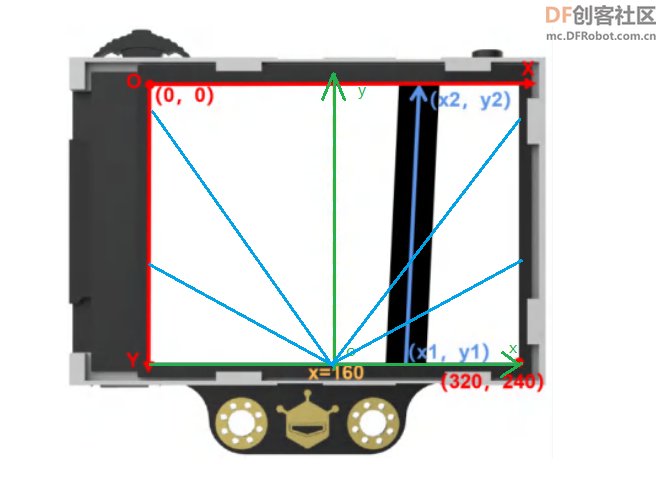 DF创客社区
mc.DFRobot.com.cn
O
X
(0, 0)
y
(x2, y2)
Y
o
(x1, y1)
x
x=160
(320, 240)